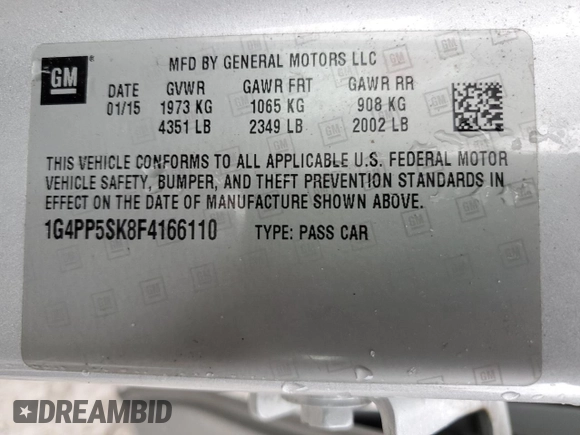 GM
MFD BY GENERAL MOTORS LLC
DATE GVWR GAWR FRT GAWR RR
01/15 1973 KG 1065 KG 908 KG
4351 LB 2349 LB 2002 LB
THIS VEHICLE CONFORMS TO ALL APPLICABLE U.S. FEDERAL MOTOR
VEHICLE SAFETY, BUMPER, AND THEFT PREVENTION STANDARDS IN
EFFECT ON THE DATE OF MANUFACTURE SHOWN ABOVE.
1G4PP5SK8F4166110 TYPE: PASS CAR
DREAMBID